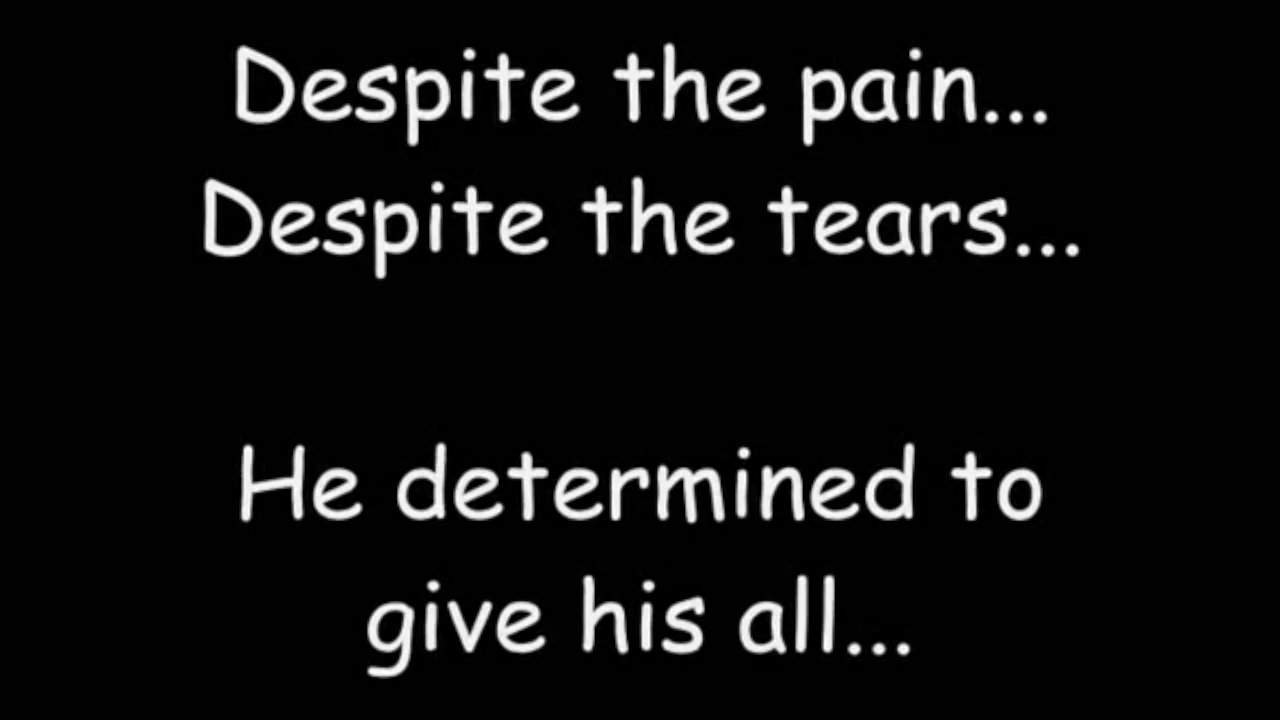 Despite the pain...
Despite the tears...
He determined to
give his all...